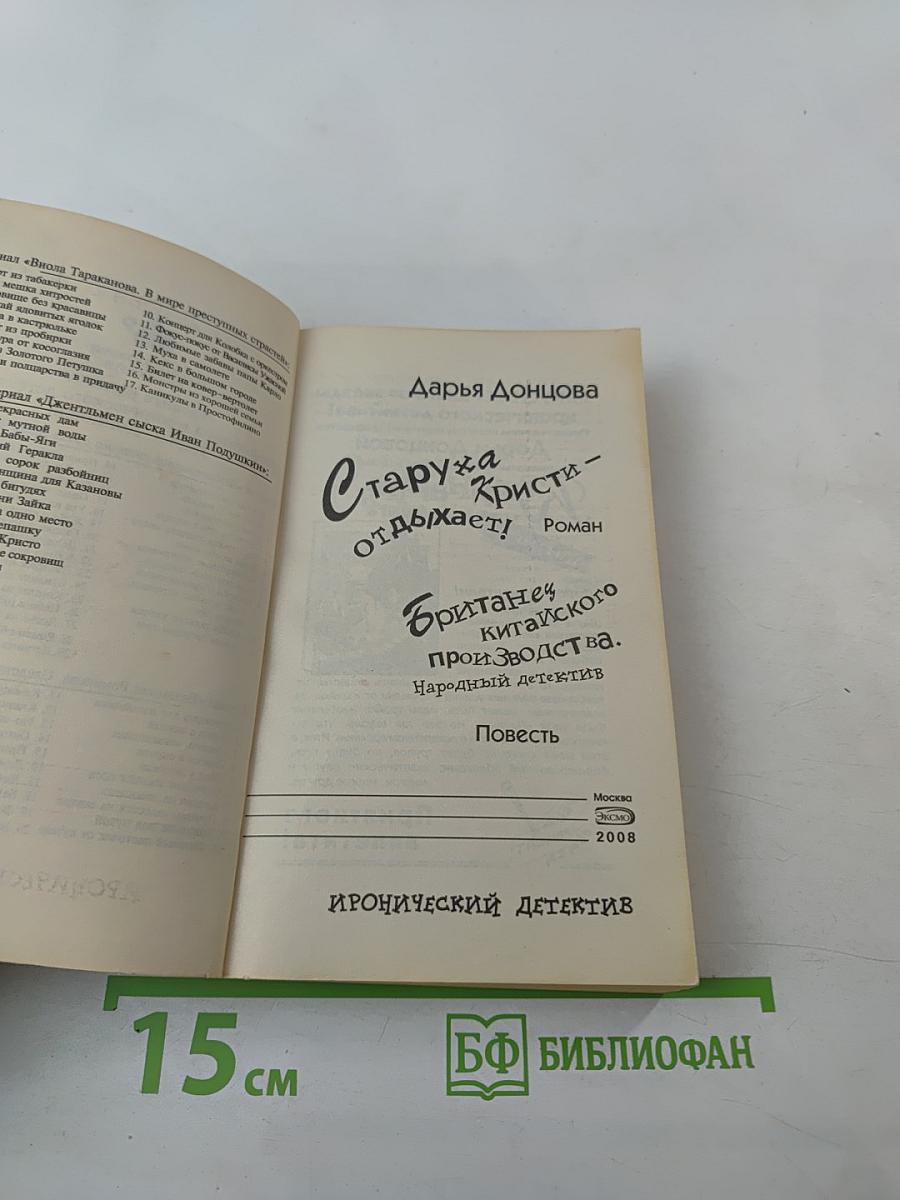 «Виола Тараканова. В мире преступных страстей»:
из табакерки
мешка хитростей
без красавицы
ядовитых ягодок
в кастрюльке
из пробирки
от косоглазия
Золотого Петушка
и полцарства в придачу
10. Концерт для Колобка с оркестром
11. Фокус-покус от Василисы Ужасной
12. Любимые забавы папы Карло
13. Муха в самолете
14. Кекс в большом городе
15. Билет на ковер-вертолет
16. Монстры из хорошей семьи
17. Каникулы в Простофилино
«Джентльмен сыска Иван Подушкин»:
дам
мутной воды
Бабы-Яги
Геракла
сорок разбойниц
для Казановы
бигудях
Зайка
одно место
Кристо
сокровищ
Дарья Донцова
Старуха
Кристи –
отдыхает!
Роман
Британец
китайского
производства.
Народный детектив
Повесть
Москва
ЭКСМО
2008
ИРОНИЧЕСКИЙ ДЕТЕКТИВ
15 см
БФ БИБЛИОФАН